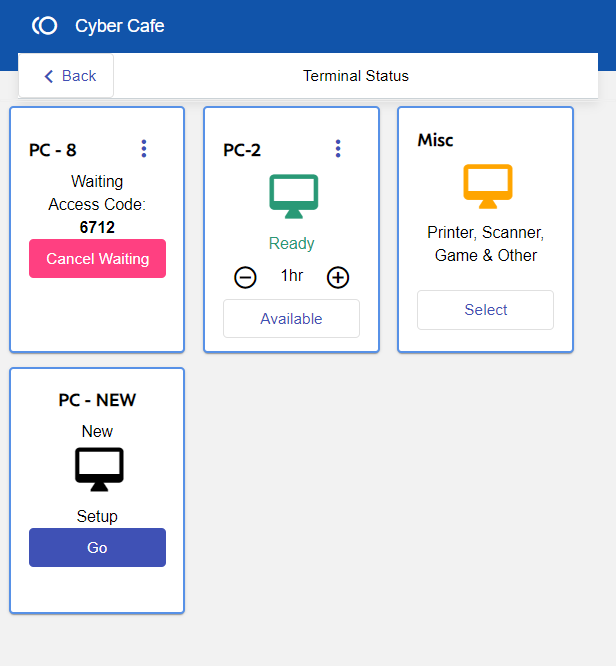 Cyber Cafe
Back
Terminal Status
PC - 8
Waiting
Access Code:
6712
Cancel Waiting
PC-2
Ready
1hr
Available
Misc
Printer, Scanner,
Game & Other
Select
PC - NEW
New
Setup
Go